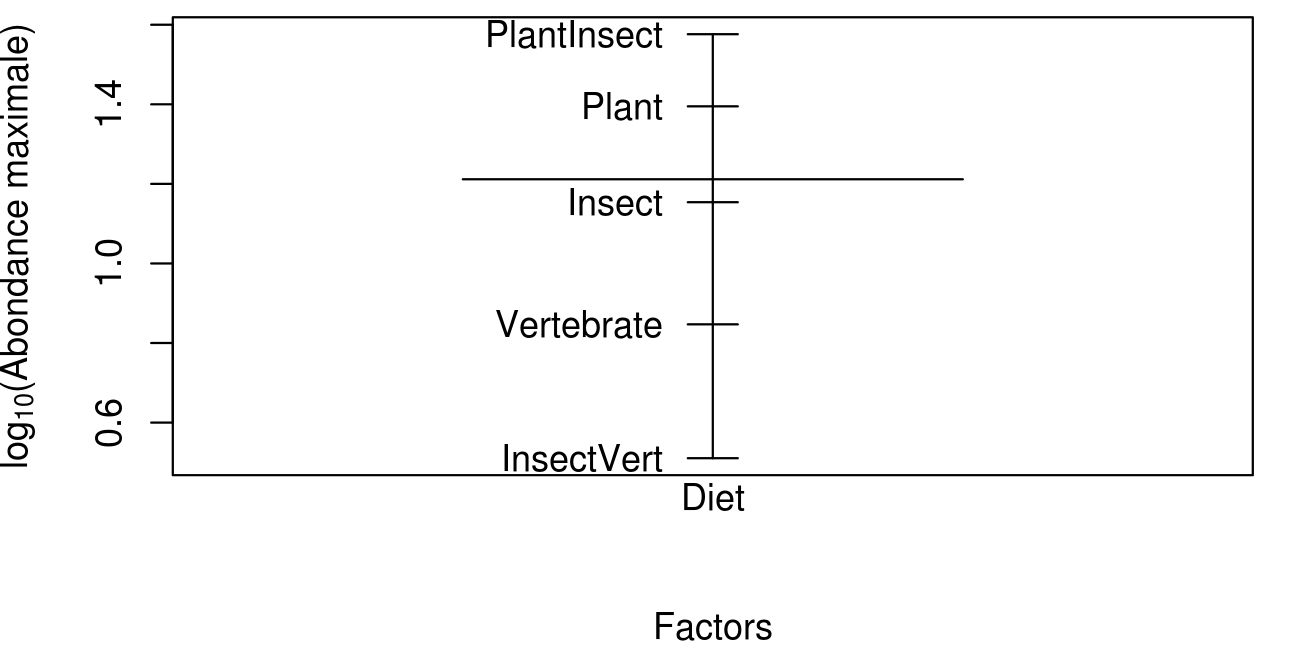 log10(Abondance maximale)
1.4
1.0
0.6
PlantInsect
Plant
Insect
Vertebrate
InsectVert
Diet
Factors